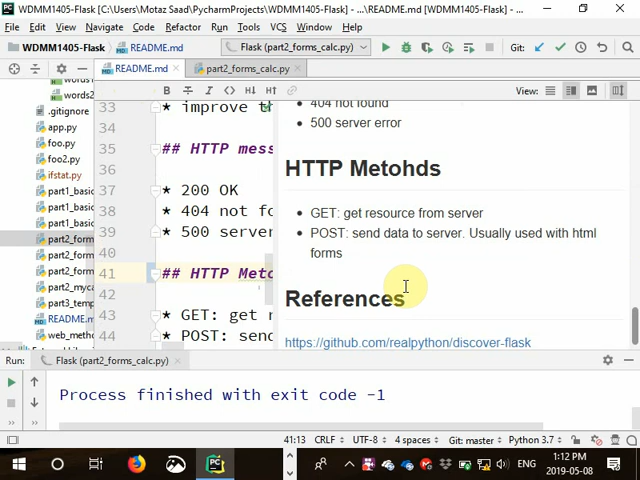 WDMM1405-Flask [C:\Users\Motaz Saad\PycharmProjects\WDMM1405-Flask] - ...\README.md [WDMM1405-Flask] -...
File Edit View Navigate Code Refactor Run Tools VCS Window Help
WDMM1405-Flask README.md Flask (part2_forms_calc.py) Git:
README.md part2_forms_calc.py
words2
.gitignore
app.py
foo.py
foo2.py
ifstat.py
part1_basic
part1_basi
part1_basi
part2_form
part2_form
part2_form
part2_myca
part3_temp
README.m
web_metho
B S I H↓ H↑ View:
33 * improve th
34
35 ## HTTP mess
36
37 * 200 OK
38 * 404 not fo
39 * 500 server
40
41 ## HTTP Metoh
42
43 * GET: get r
44 * POST: send
404 not found
500 server error
HTTP Metohds
GET: get resource from server
POST: send data to server. Usually used with html
forms
References
https://github.com/realpython/discover-flask
Run: Flask (part2_forms_calc.py)
Process finished with exit code -1
41:13 CRLF UTF-8 4 spaces Git: master Python 3.7
1:12 PM
2019-05-08